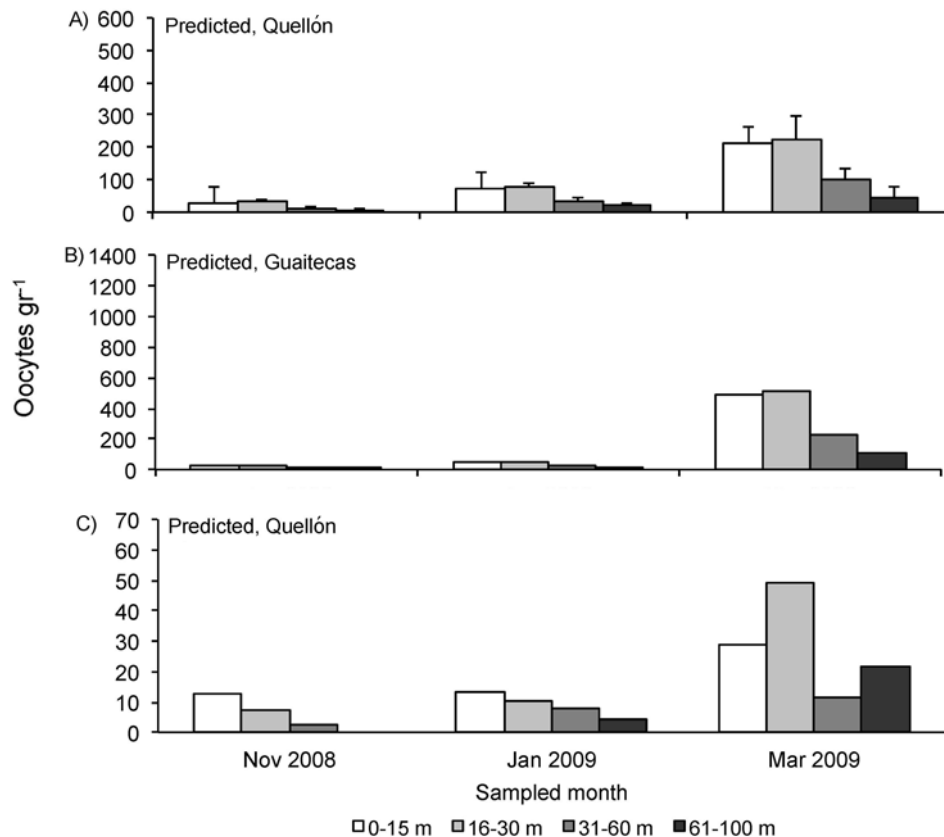 A)
Predicted, Quellón
600
500
400
300
200
100
0
B)
Predicted, Guaitecas
1400
1200
1000
800
600
400
200
0
Oocytes gr⁻¹
C)
Predicted, Quellón
70
60
50
40
30
20
10
0
Nov 2008 Jan 2009 Mar 2009
Sampled month
0-15 m 16-30 m 31-60 m 61-100 m